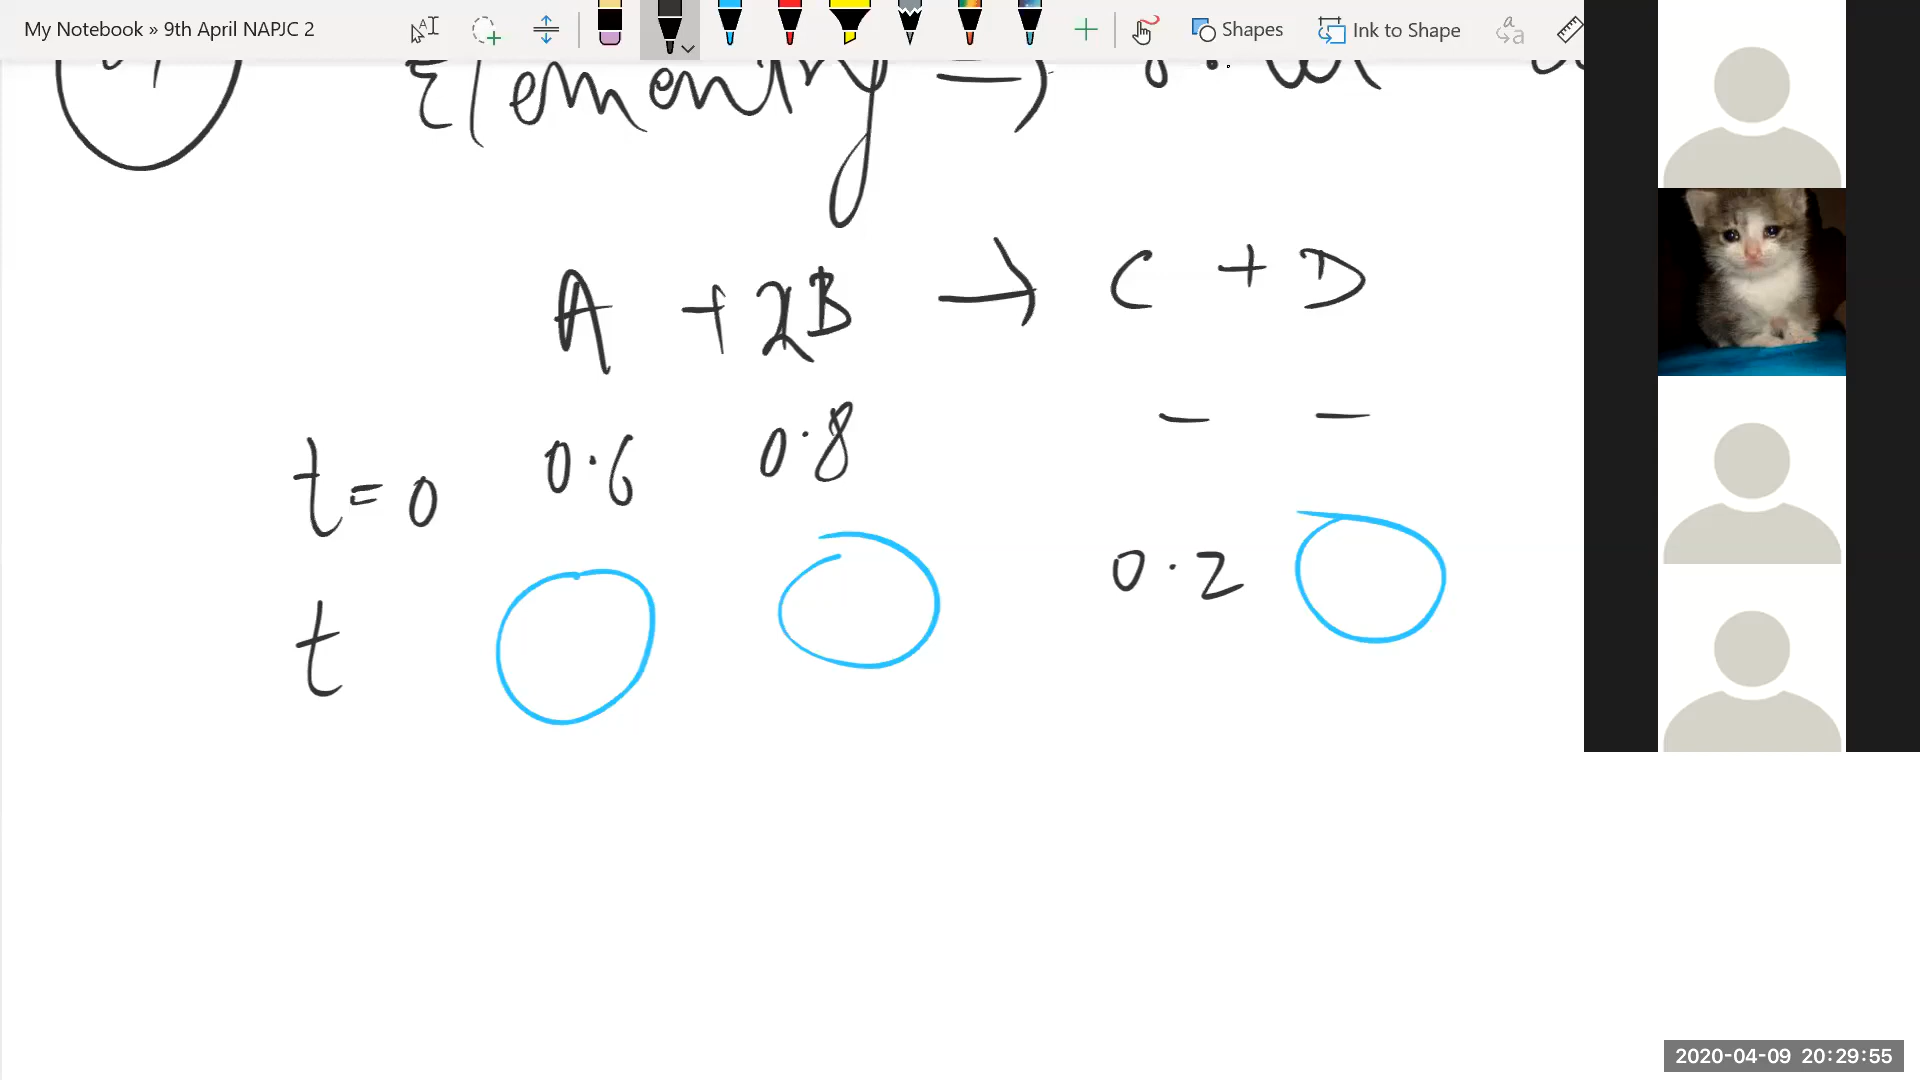 My Notebook » 9th April NAPJC 2
Shapes
Ink to Shape
Elementry →
A + 2B → C + D
t = 0 0.6 0.8 - -
t 0.2
2020-04-09 20:29:55